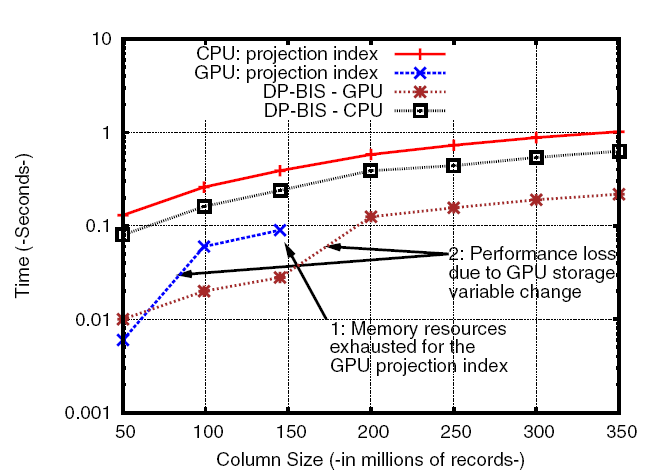 10
1
0.1
0.01
0.001
Time (-Seconds-)
CPU: projection index
GPU: projection index
DP-BIS - GPU
DP-BIS - CPU
2: Performance loss
due to GPU storage
variable change
1: Memory resources
exhausted for the
GPU projection index
50 100 150 200 250 300 350
Column Size (-in millions of records-)